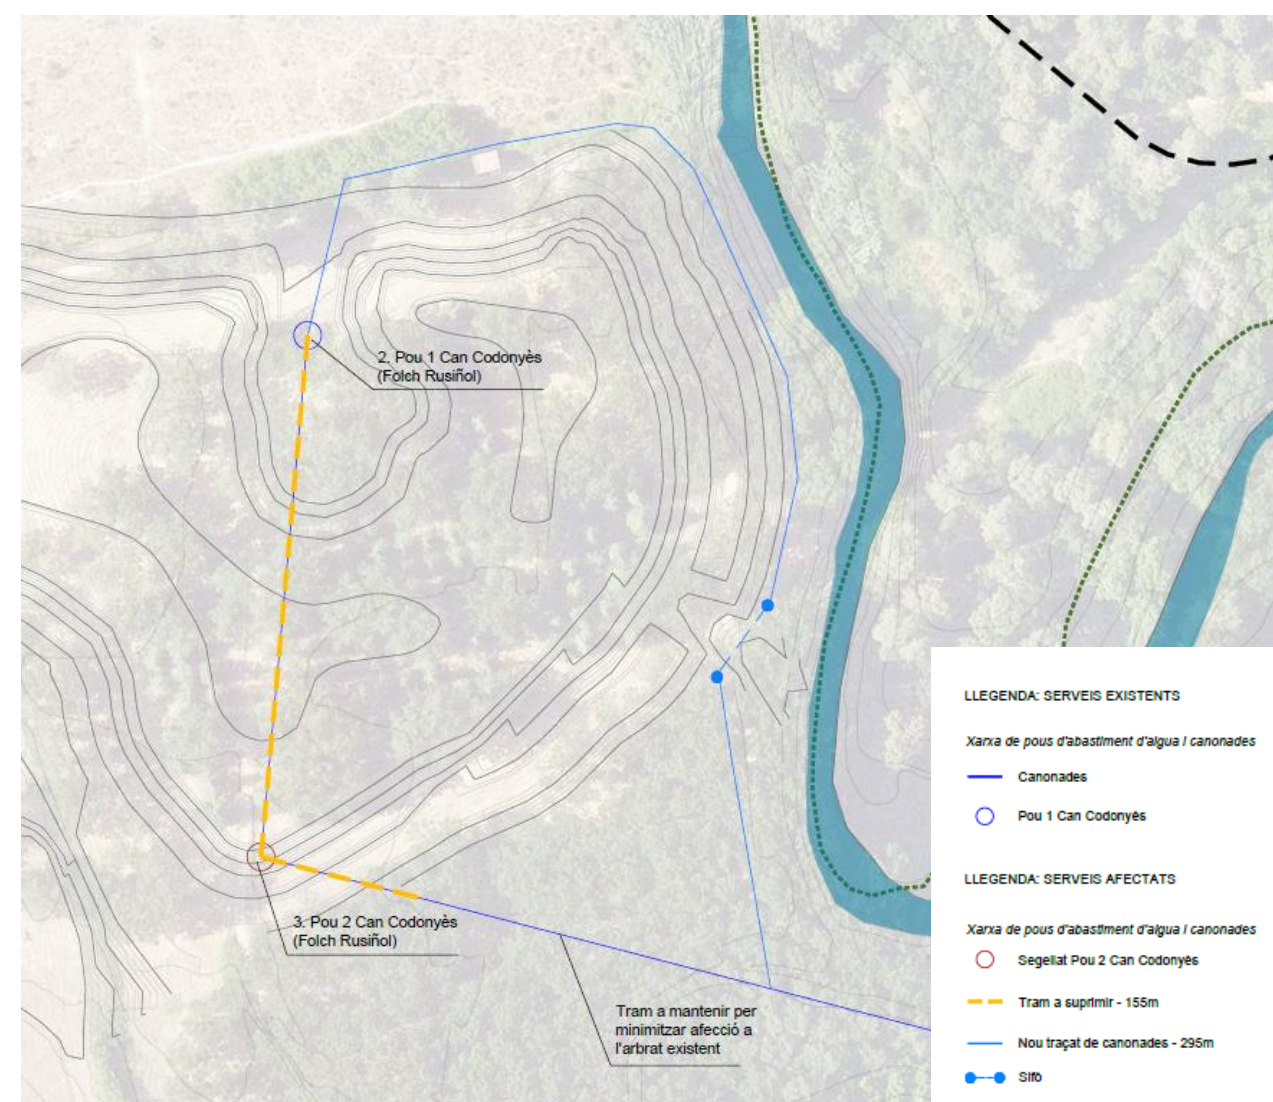 2. Pou 1 Can Codonyès
(Folch Rusiñol)
3. Pou 2 Can Codonyès
(Folch Rusiñol)
Tram a mantenir per
minimitzar afecció a
l'arbrat existent
LLEGENDA: SERVEIS EXISTENTS
Xarxa de pous d'abastiment d'aigua i canonades
Canonades
Pou 1 Can Codonyès
LLEGENDA: SERVEIS AFECTATS
Xarxa de pous d'abastiment d'aigua i canonades
Segellat Pou 2 Can Codonyès
Tram a suprimir - 155m
Nou traçat de canonades - 295m
Sifó